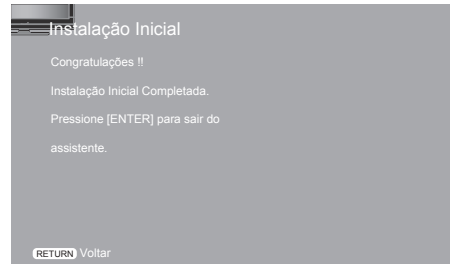 Instalação Inicial
Congratulações !!
Instalação Inicial Completada.
Pressione [ENTER] para sair do
assistente.
RETURN Voltar